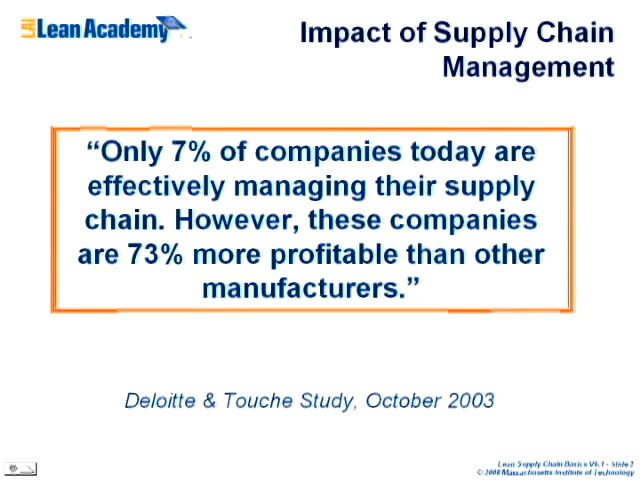 LAI Lean Academy
Impact of Supply Chain
Management
“Only 7% of companies today are
effectively managing their supply
chain. However, these companies
are 73% more profitable than other
manufacturers.”
Deloitte & Touche Study, October 2003
Lean Supply Chain Basics V6.1 - Slide 2
© 2008 Massachusetts Institute of Technology